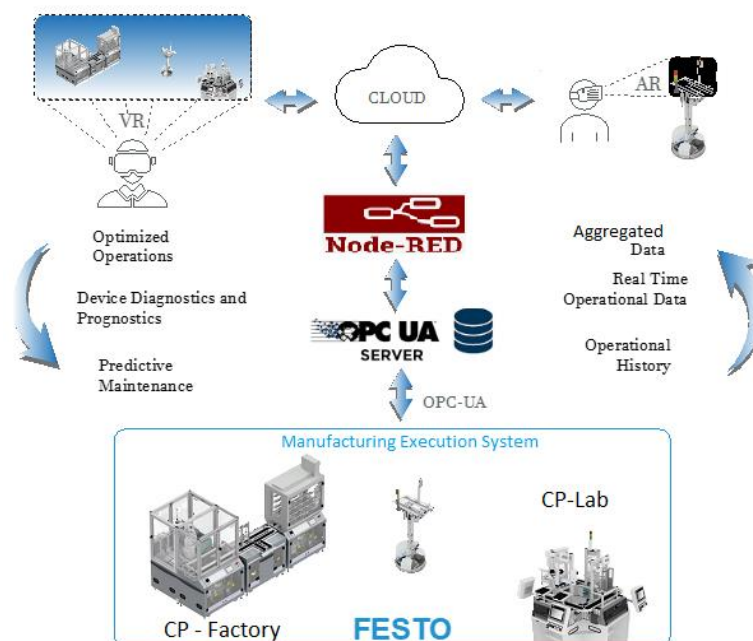 VR
CLOUD
AR
Node-RED
Optimized
Operations
Device Diagnostics and
Prognostics
Predictive
Maintenance
Aggregated
Data
Real Time
Operational Data
Operational
History
OPC UA
SERVER
OPC-UA
Manufacturing Execution System
CP-Lab
CP - Factory
FESTO